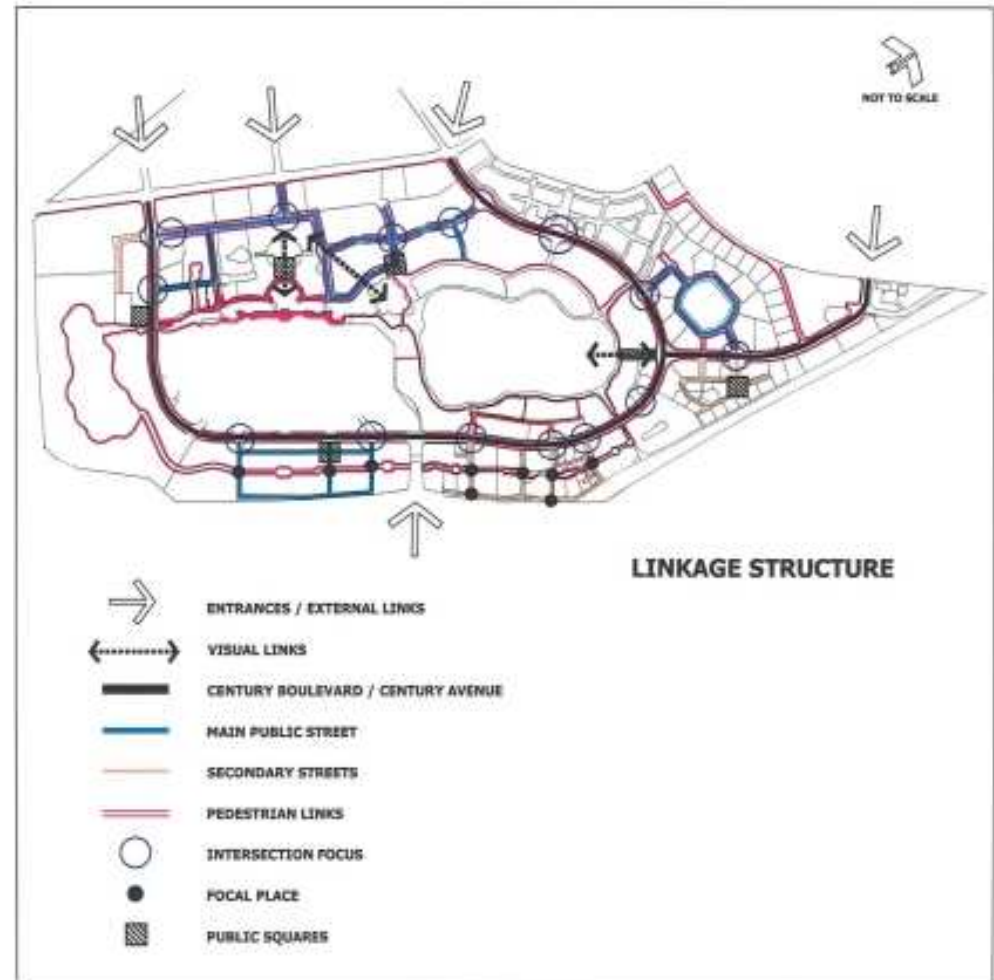 NOT TO SCALE
LINKAGE STRUCTURE
ENTRANCES / EXTERNAL LINKS
VISUAL LINKS
CENTURY BOULEVARD / CENTURY AVENUE
MAIN PUBLIC STREET
SECONDARY STREETS
PEDESTRIAN LINKS
INTERSECTION FOCUS
FOCAL PLACE
PUBLIC SQUARES